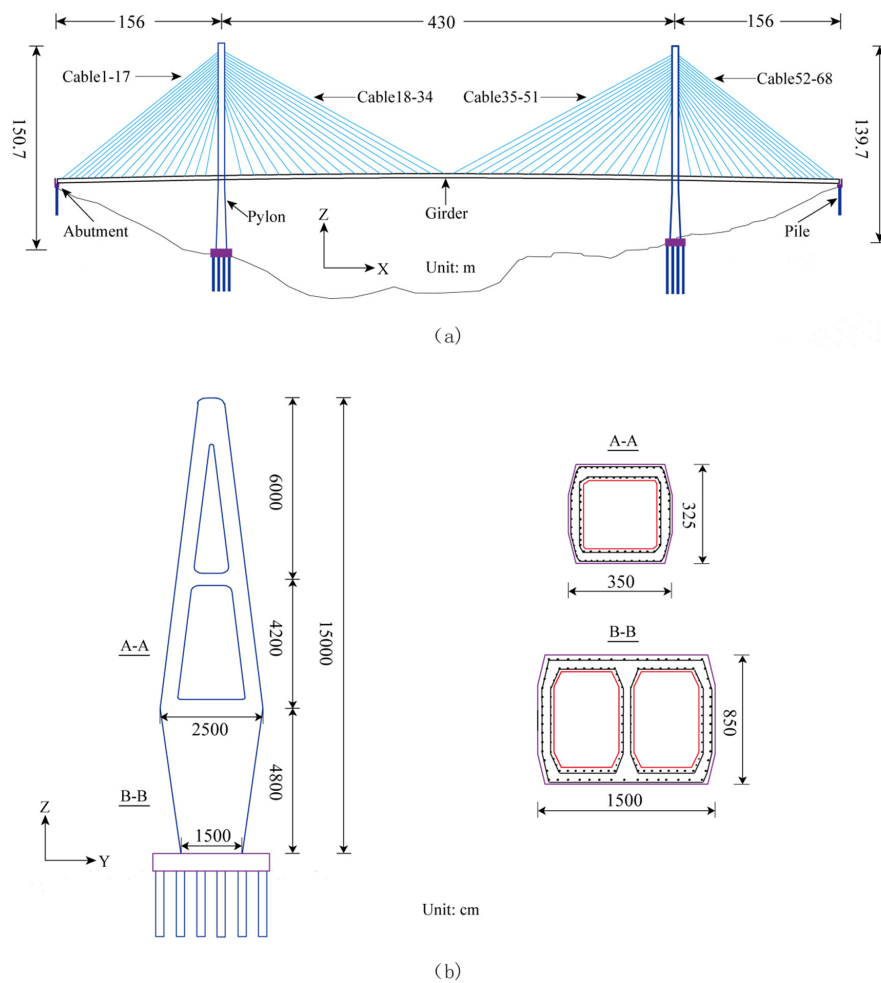 156
430
156
Cable1-17
Cable18-34
Cable35-51
Cable52-68
150.7
139.7
Abutment
Pylon
Z
X
Girder
Unit: m
Pile
(a)
6000
4200
15000
A-A
2500
4800
B-B
1500
Z
Y
A-A
325
350
B-B
850
1500
Unit: cm
(b)